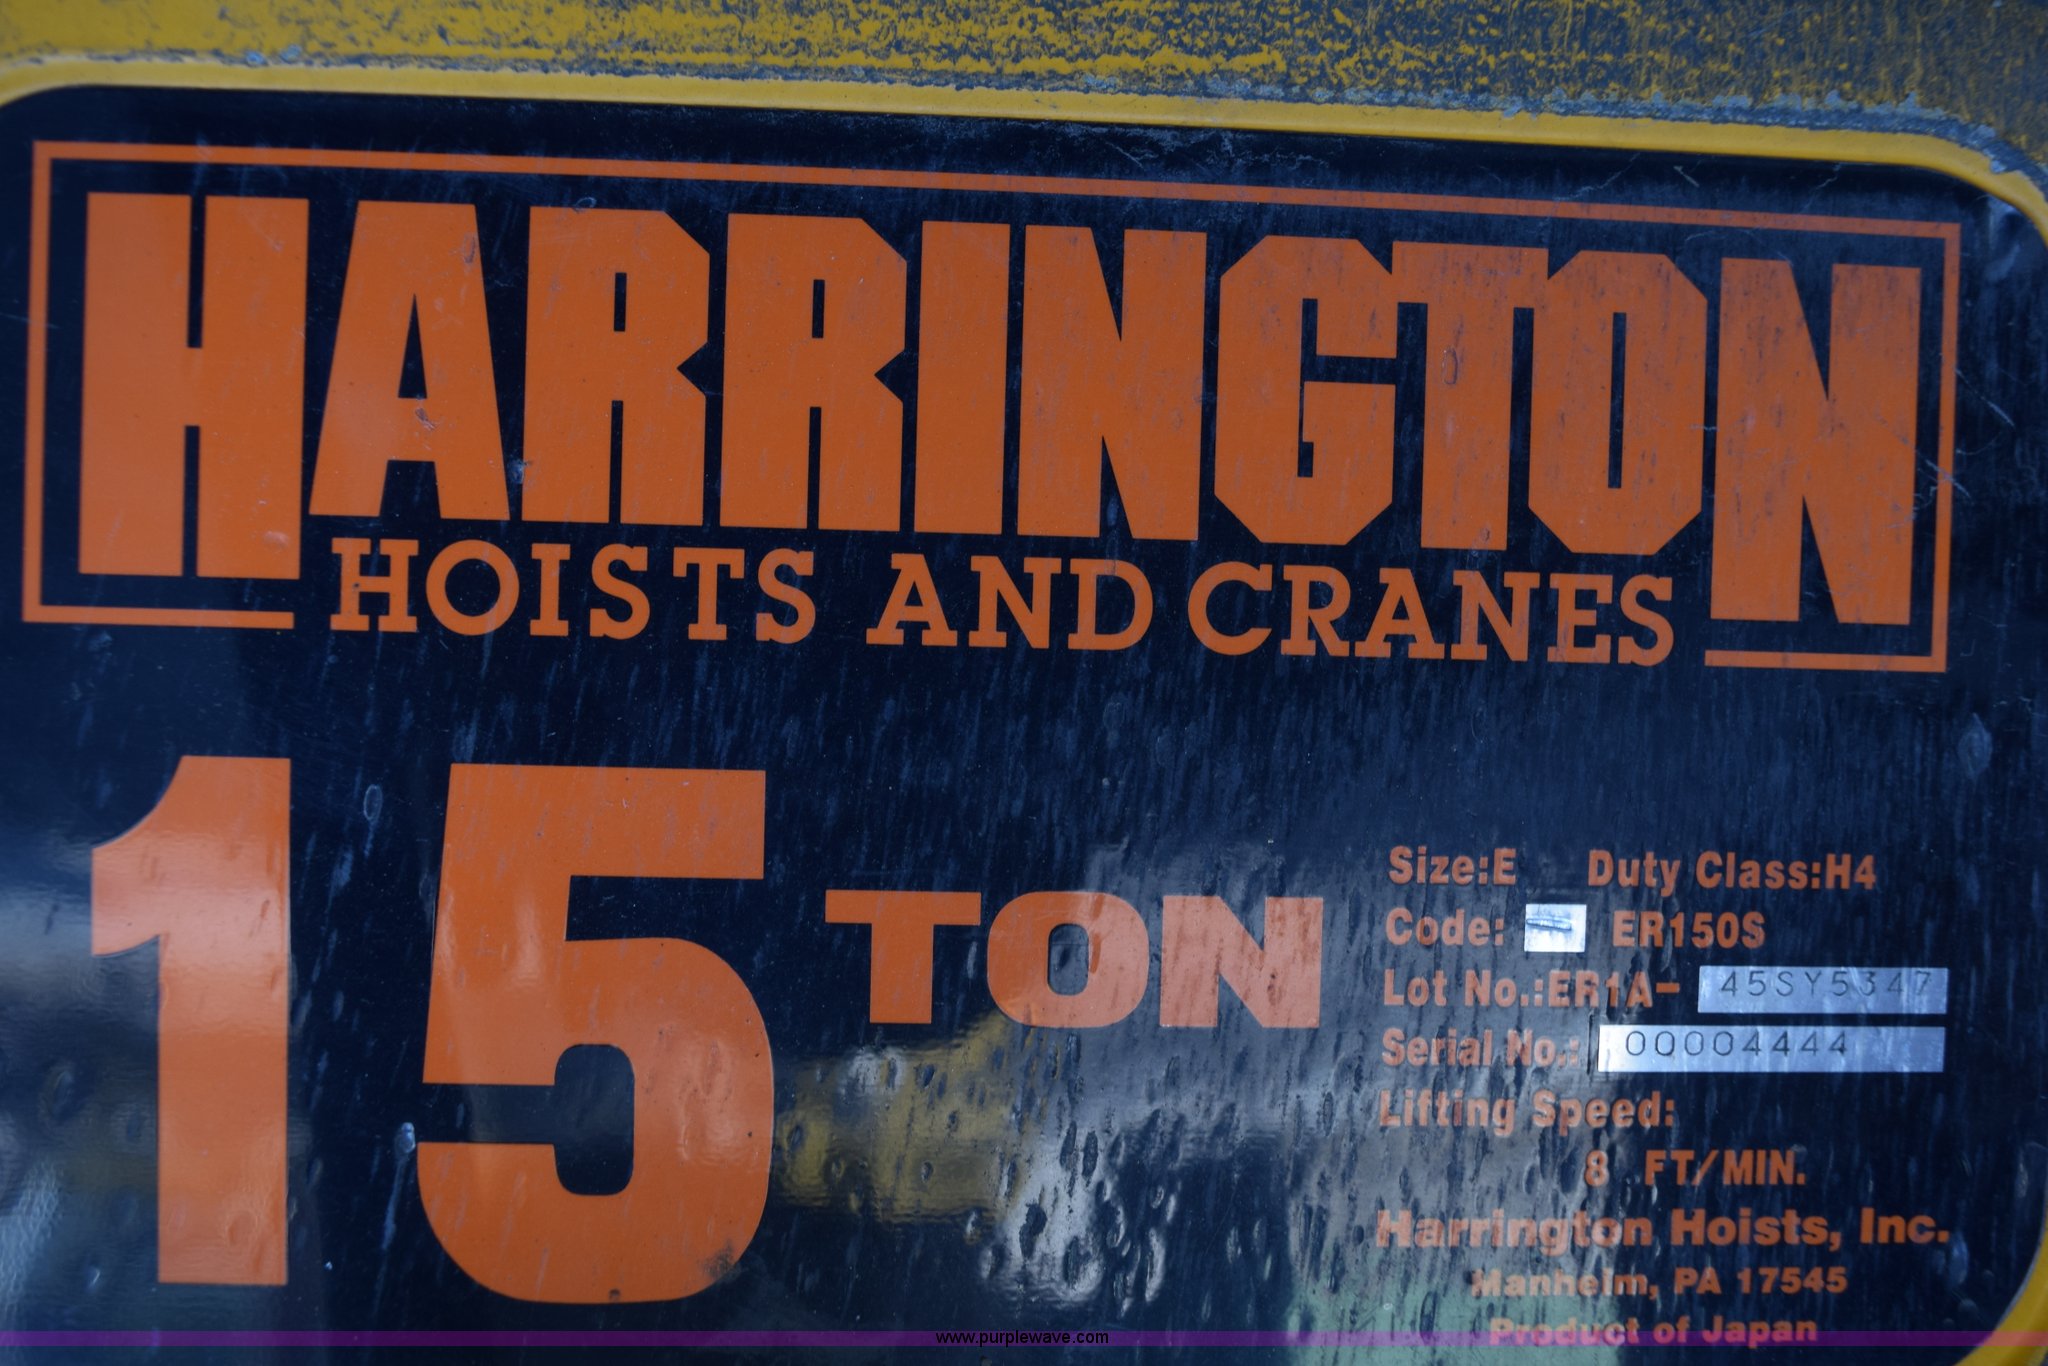 HARRINGTON
HOISTS AND CRANES
15 TON
Size:E Duty Class:H4
Code: ER150S
Lot No.:ER1A- 45SY5347
Serial No.: 00004444
Lifting Speed:
8 FT/MIN.
Harrington Hoists, Inc.
Manheim, PA 17545
Product of Japan
www.purplewave.com